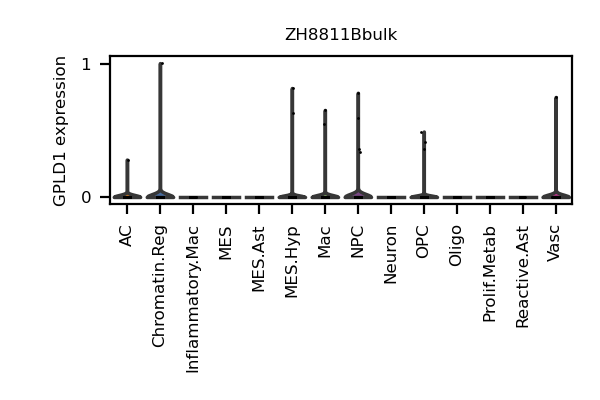 ZH8811Bbulk
GPLD1 expression
1
0
AC
Chromatin.Reg
Inflammatory.Mac
MES
MES.Ast
MES.Hyp
Mac
NPC
Neuron
OPC
Oligo
Prolif.Metab
Reactive.Ast
Vasc